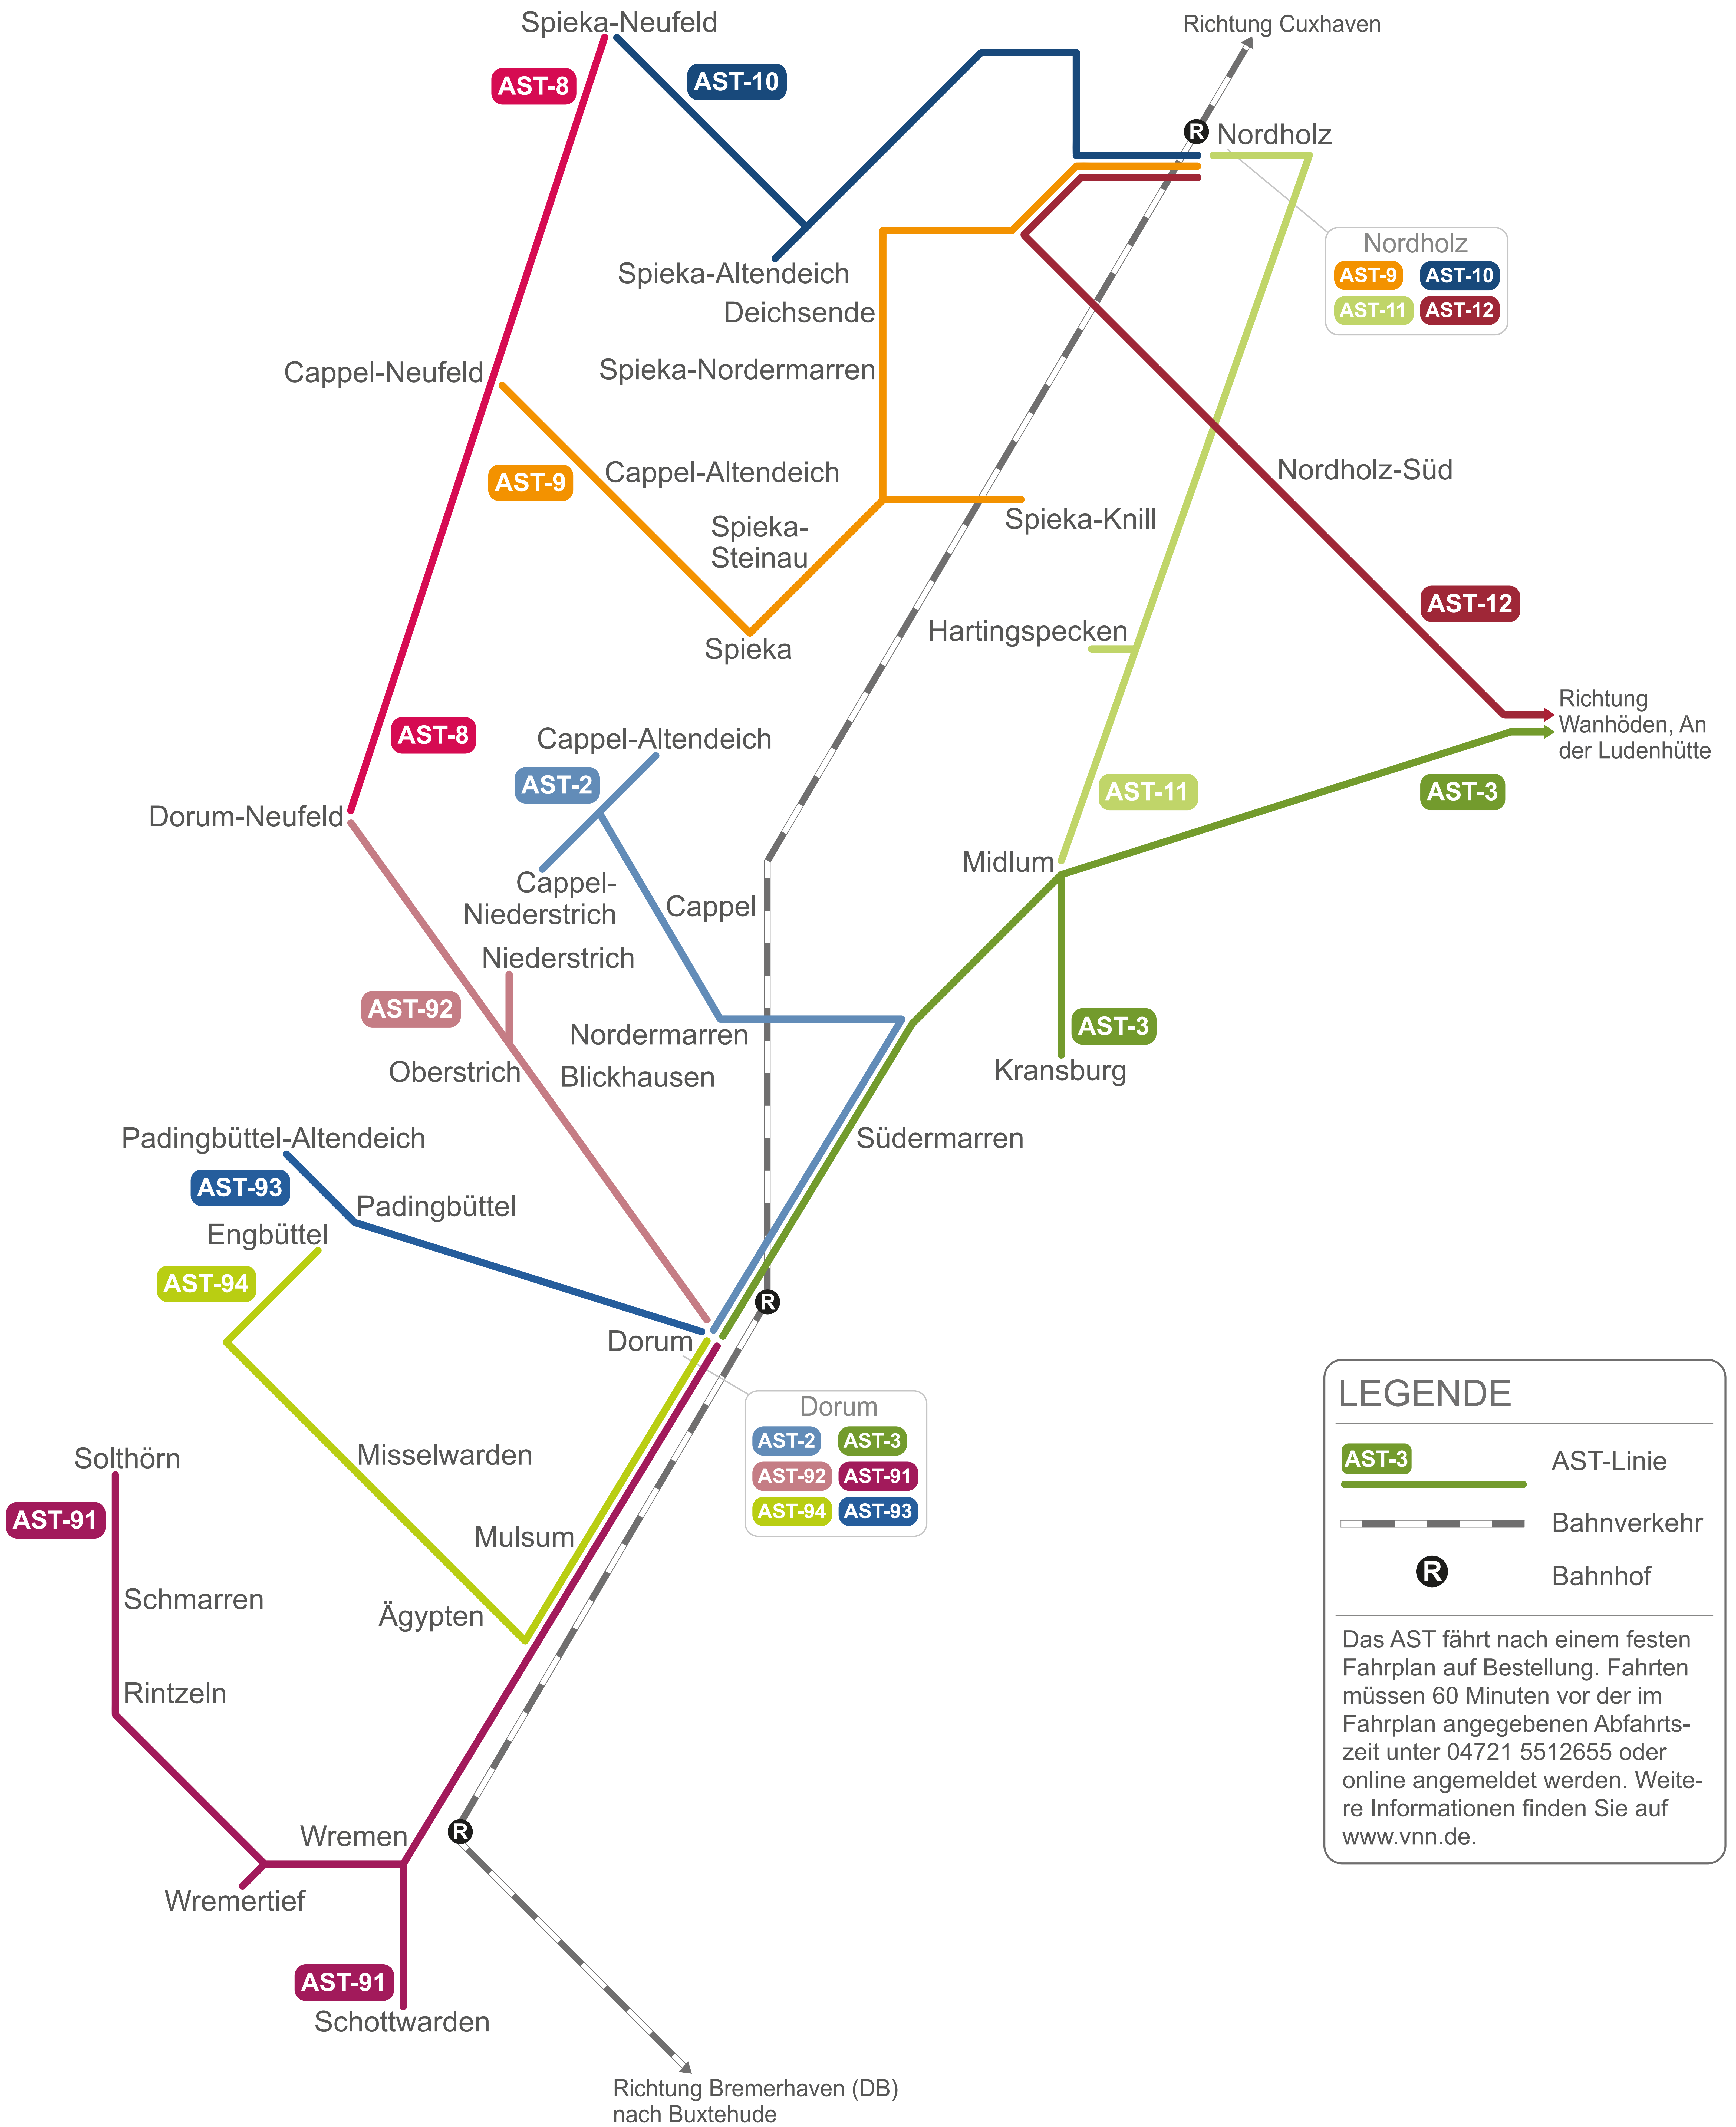 Spieka-Neufeld
Richtung Cuxhaven
AST-8
AST-10
R
Nordholz
Nordholz
AST-9 AST-10
AST-11 AST-12
Spieka-Altendeich
Deichsende
Spieka-Nordermarren
Cappel-Neufeld
AST-9
Cappel-Altendeich
Nordholz-Süd
Spieka-
Steinau
Spieka-Knill
AST-12
Hartingspecken
Spieka
Richtung
Wanhöden, An
der Ludenhütte
AST-8
Cappel-Altendeich
AST-2
AST-11
AST-3
Dorum-Neufeld
Midlum
Cappel-
Niederstrich
Cappel
Niederstrich
AST-92
AST-3
Nordermarren
Oberstrich
Blickhausen
Kransburg
Padingbüttel-Altendeich
Südermarren
AST-93
Padingbüttel
Engbüttel
AST-94
R
Dorum
Dorum
AST-2 AST-3
AST-92 AST-91
AST-94 AST-93
Misselwarden
Solthörn
AST-91
Mulsum
Schmarren
Ägypten
Rintzeln
Wremen
R
Wremertief
AST-91
Schottwarden
Richtung Bremerhaven (DB)
nach Buxtehude
LEGENDE
AST-3 AST-Linie
Bahnverkehr
R Bahnhof
Das AST fährt nach einem festen
Fahrplan auf Bestellung. Fahrten
müssen 60 Minuten vor der im
Fahrplan angegebenen Abfahrts-
zeit unter 04721 5512655 oder
online angemeldet werden. Weite-
re Informationen finden Sie auf
www.vnn.de.